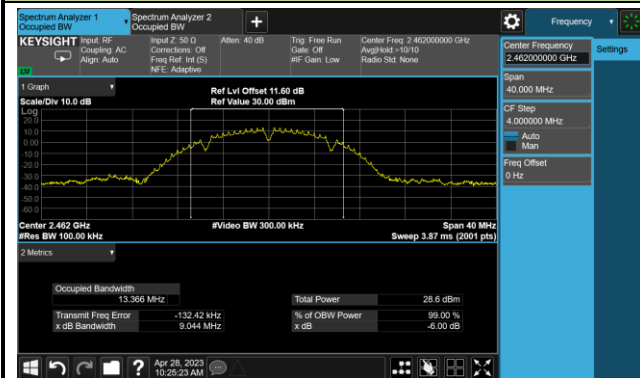 Spectrum Analyzer 1
Occupied BW
Spectrum Analyzer 2
Occupied BW
+
Frequency
KEYSIGHT
Input: RF
Coupling: AC
Align: Auto
Input Z: 50 Ω
Corrections: Off
Freq Ref: Int (S)
NFE: Adaptive
Atten: 40 dB
Trig: Free Run
Gate: Off
#IF Gain: Low
Center Freq: 2.462000000 GHz
Avg|Hold:>10/10
Radio Std: None
Center Frequency
2.462000000 GHz
Settings
Span
40.000 MHz
CF Step
4.000000 MHz
Auto
Man
Freq Offset
0 Hz
1 Graph
Scale/Div 10.0 dB
Ref Lvl Offset 11.60 dB
Ref Value 30.00 dBm
Log
20.0
10.0
0.00
-10.0
-20.0
-30.0
-40.0
-50.0
-60.0
Center 2.462 GHz
#Video BW 300.00 kHz
Span 40 MHz
#Res BW 100.00 kHz
Sweep 3.87 ms (2001 pts)
2 Metrics
Occupied Bandwidth
13.366 MHz
Total Power 28.6 dBm
Transmit Freq Error -132.42 kHz
% of OBW Power 99.00 %
x dB Bandwidth 9.044 MHz
x dB -6.00 dB
?
Apr 28, 2023
10:25:23 AM